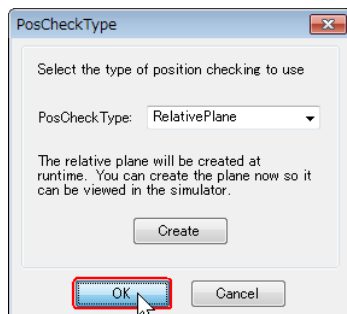 PosCheckType
Select the type of position checking to use
PosCheckType: RelativePlane
The relative plane will be created at
runtime. You can create the plane now so it
can be viewed in the simulator.
Create
OK Cancel